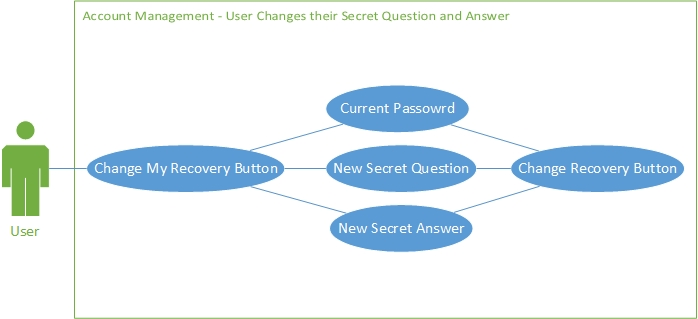 Account Management - User Changes their Secret Question and Answer
Current Passowrd
Change My Recovery Button
New Secret Question
Change Recovery Button
New Secret Answer
User